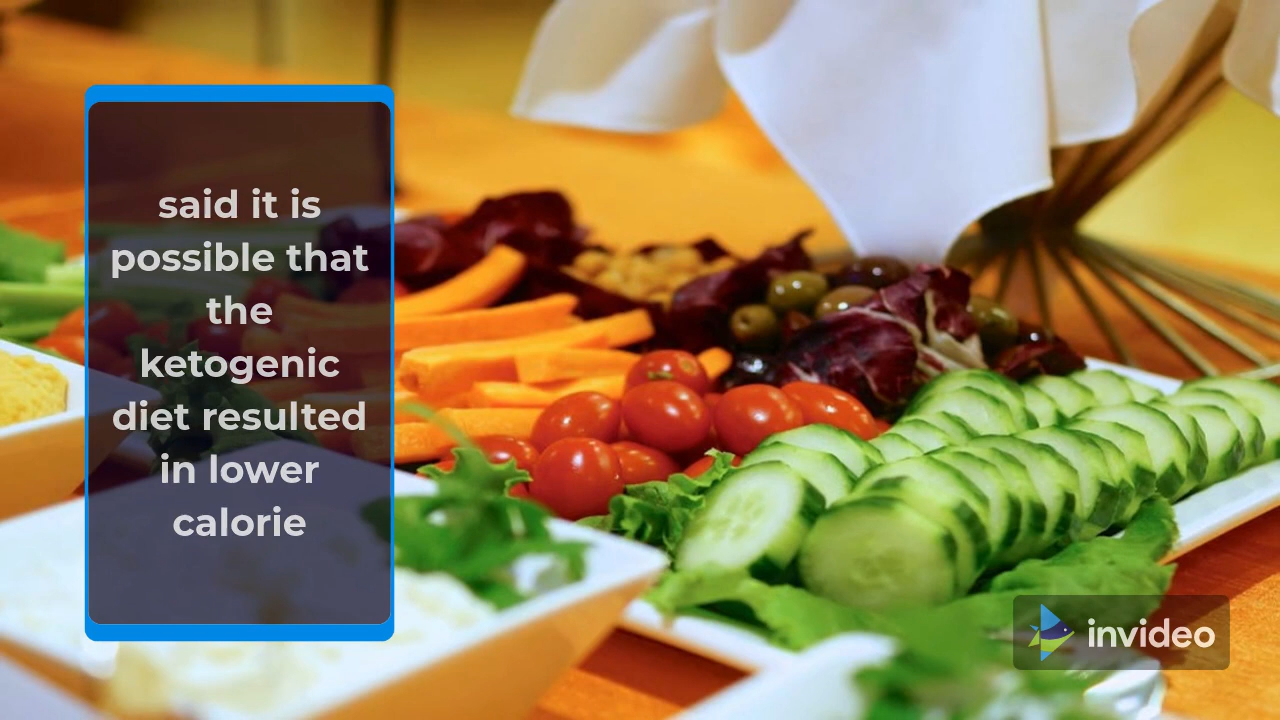 said it is
possible that
the
ketogenic
diet resulted
in lower
calorie
invideo